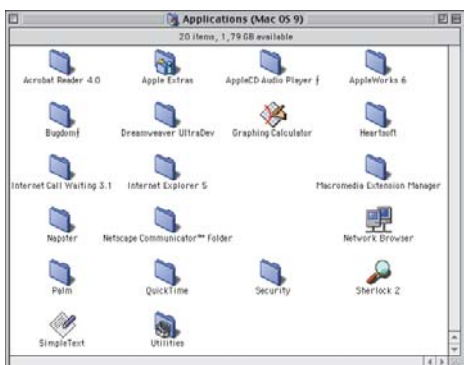 Applications (Mac OS 9)
20 items, 1,79 GB available
Acrobat Reader 4.0
Apple Extras
AppleCD Audio Player ƒ
AppleWorks 6
Bugdomƒ
Dreamweaver UltraDev
Graphing Calculator
Heartsoft
Internet Call Waiting 3.1
Internet Explorer 5
Macromedia Extension Manager
Napster
Netscape Communicator™ Folder
Network Browser
Palm
QuickTime
Security
Sherlock 2
SimpleText
Utilities